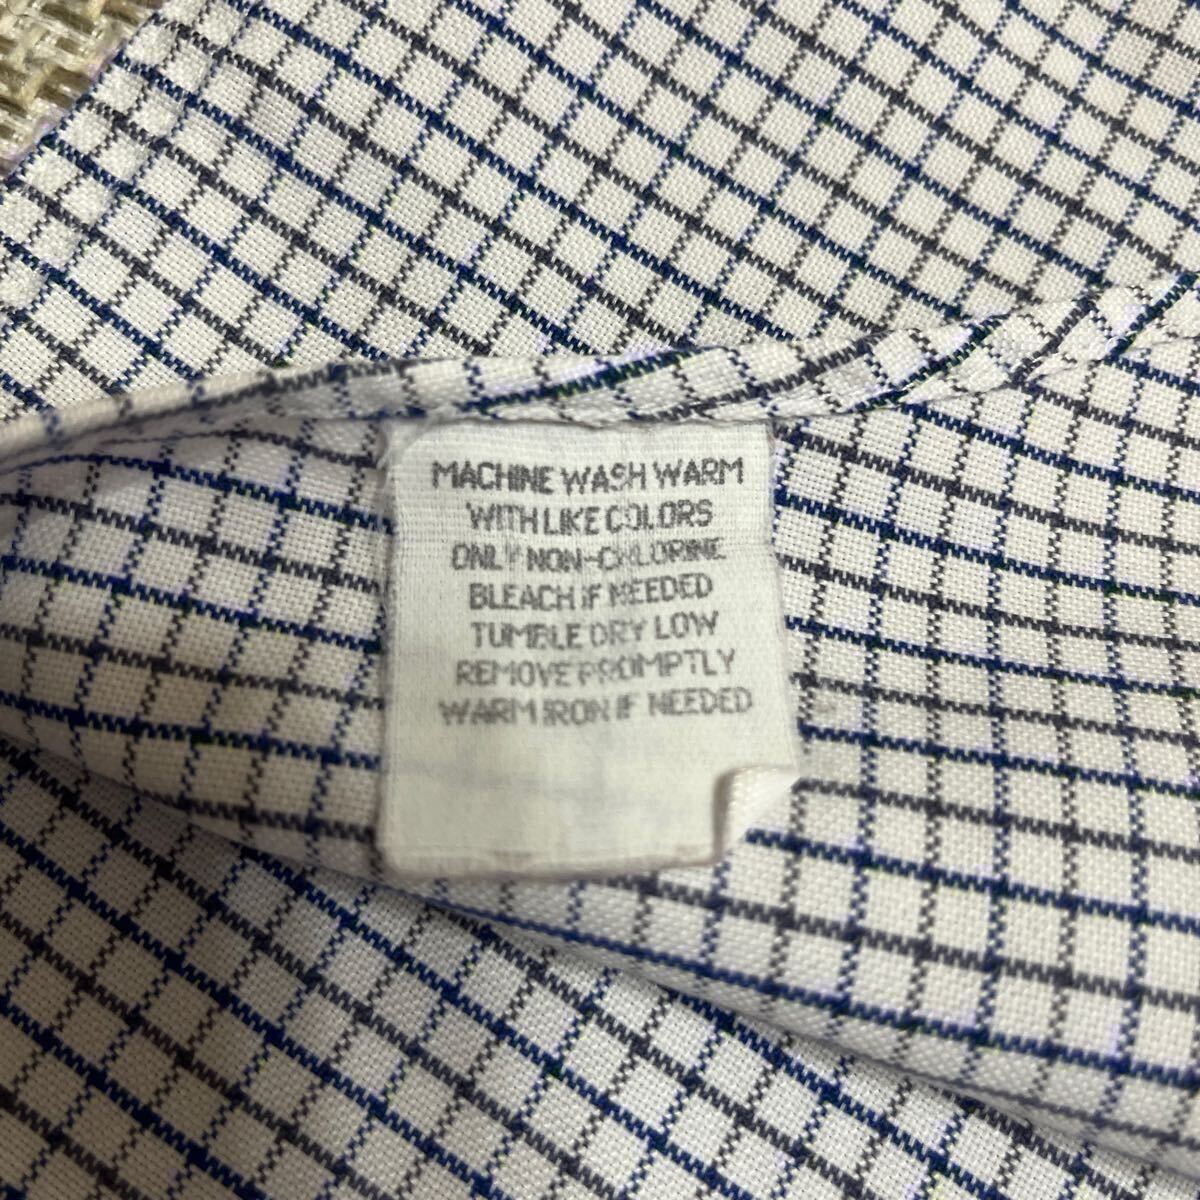 MACHINE WASH WARM
WITH LIKE COLORS
ONLY NON-CHLORINE
BLEACH IF NEEDED
TUMBLE DRY LOW
REMOVE PROMPTLY
WARM IRON IF NEEDED